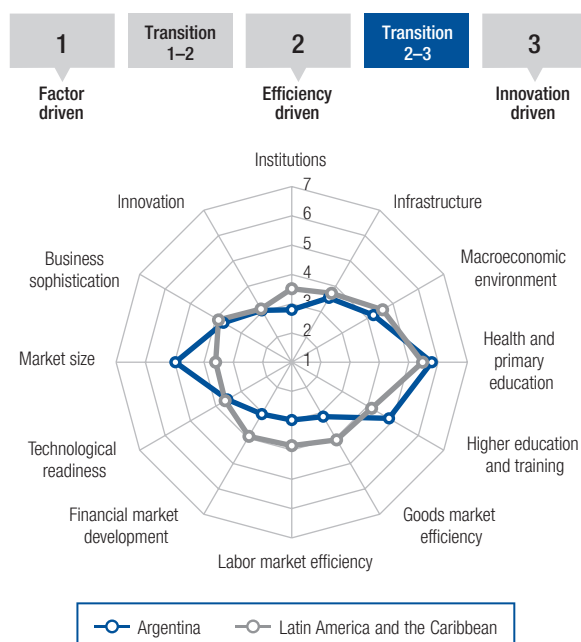 1
Transition
1–2
2
Transition
2–3
3
Factor
driven
Efficiency
driven
Innovation
driven
Institutions
7
6
5
4
3
2
1
Infrastructure
Macroeconomic
environment
Health and
primary
education
Higher education
and training
Goods market
efficiency
Labor market efficiency
Financial market
development
Technological
readiness
Market size
Business
sophistication
Innovation
Argentina
Latin America and the Caribbean